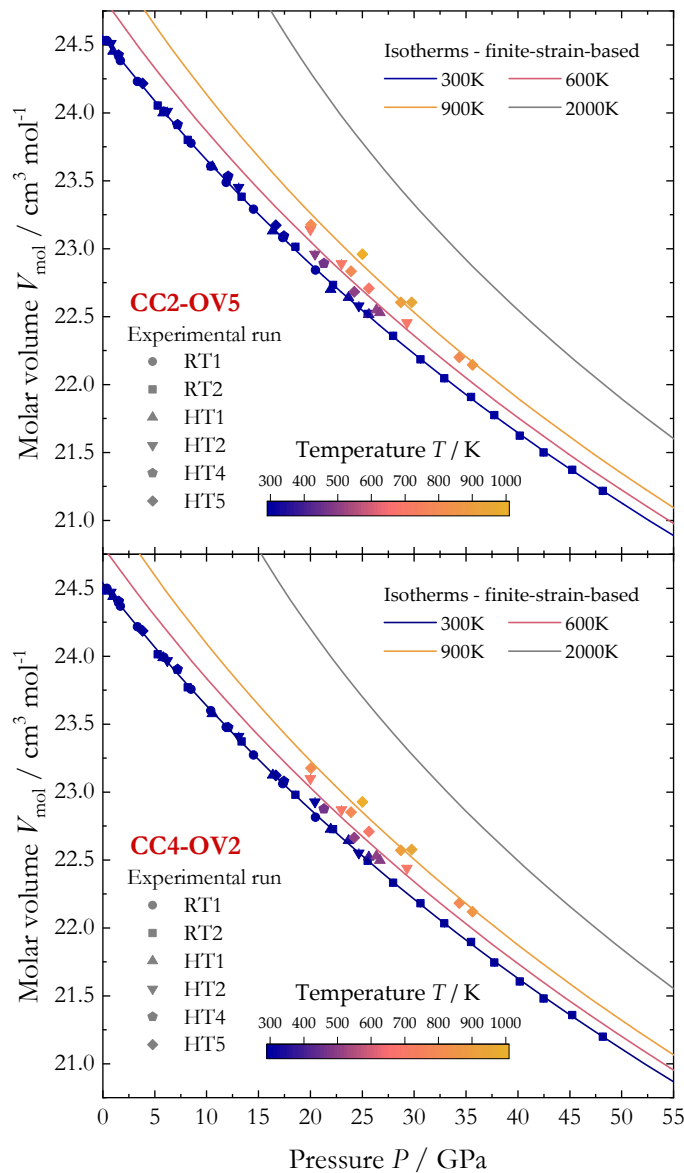 24.5
24.0
23.5
23.0
22.5
22.0
21.5
21.0
Molar volume Vmol / cm³ mol⁻¹
Isotherms - finite-strain-based
300K 600K
900K 2000K
CC2-OV5
Experimental run
RT1
RT2
HT1
HT2
HT4
HT5
Temperature T / K
300 400 500 600 700 800 900 1000
24.5
24.0
23.5
23.0
22.5
22.0
21.5
21.0
Molar volume Vmol / cm³ mol⁻¹
Isotherms - finite-strain-based
300K 600K
900K 2000K
CC4-OV2
Experimental run
RT1
RT2
HT1
HT2
HT4
HT5
Temperature T / K
300 400 500 600 700 800 900 1000
0 5 10 15 20 25 30 35 40 45 50 55
Pressure P / GPa